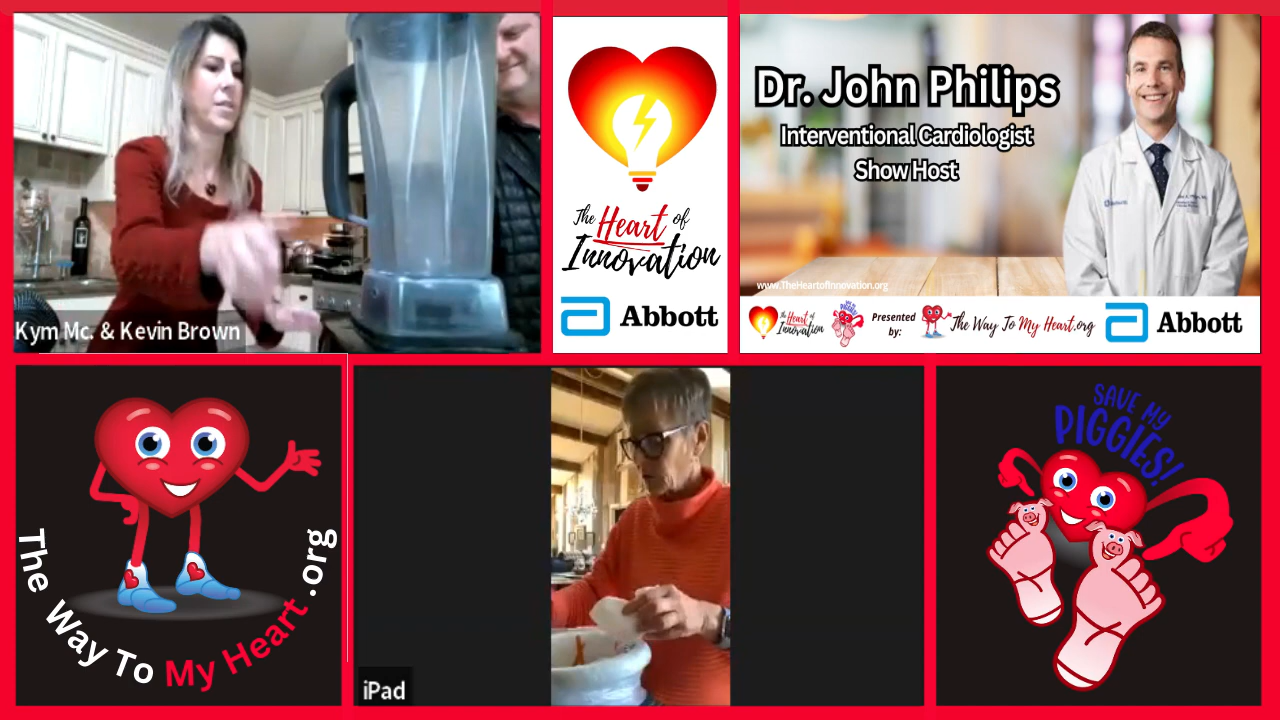 Kym Mc. & Kevin Brown
The Heart of
Innovation
Abbott
Dr. John Philips
Interventional Cardiologist
Show Host
www.TheHeartofInnovation.org
The Heart of
Innovation
Presented
by:
The Way To My Heart.org
Abbott
The Way To My Heart.org
iPad
SAVE MY
PIGGIES!